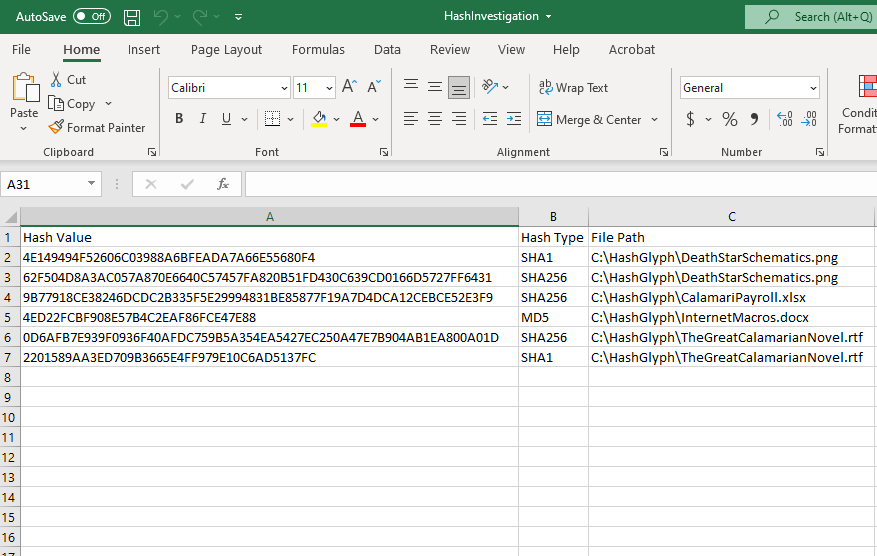 AutoSave Off HashInvestigation Search (Alt+Q)
File Home Insert Page Layout Formulas Data Review View Help Acrobat
Paste Cut Copy Format Painter Clipboard
Calibri 11 A A B I U A Font
ab c Wrap Text Merge & Center Alignment
General $ % 9 .00 .00 Number
Condit
Format
A31 fx
A B C
1 Hash Value Hash Type File Path
2 4E149494F52606C03988A6BFEADA7A66E55680F4 SHA1 C:\HashGlyph\DeathStarSchematics.png
3 62F504D8A3AC057A870E6640C57457FA820B51FD430C639CD0166D5727FF6431 SHA256 C:\HashGlyph\DeathStarSchematics.png
4 9B77918CE38246DCDC2B335F5E29994831BE85877F19A7D4DCA12CEBCE52E3F9 SHA256 C:\HashGlyph\CalamariPayroll.xlsx
5 4ED22FCBF908E57B4C2EAF86FCE47E88 MD5 C:\HashGlyph\InternetMacros.docx
6 0D6AFB7E939F0936F40AFDC759B5A354EA5427EC250A47E7B904AB1EA800A01D SHA256 C:\HashGlyph\TheGreatCalamarianNovel.rtf
7 2201589AA3ED709B3665E4FF979E10C6AD5137FC SHA1 C:\HashGlyph\TheGreatCalamarianNovel.rtf
8
9
10
11
12
13
14
15
16
17